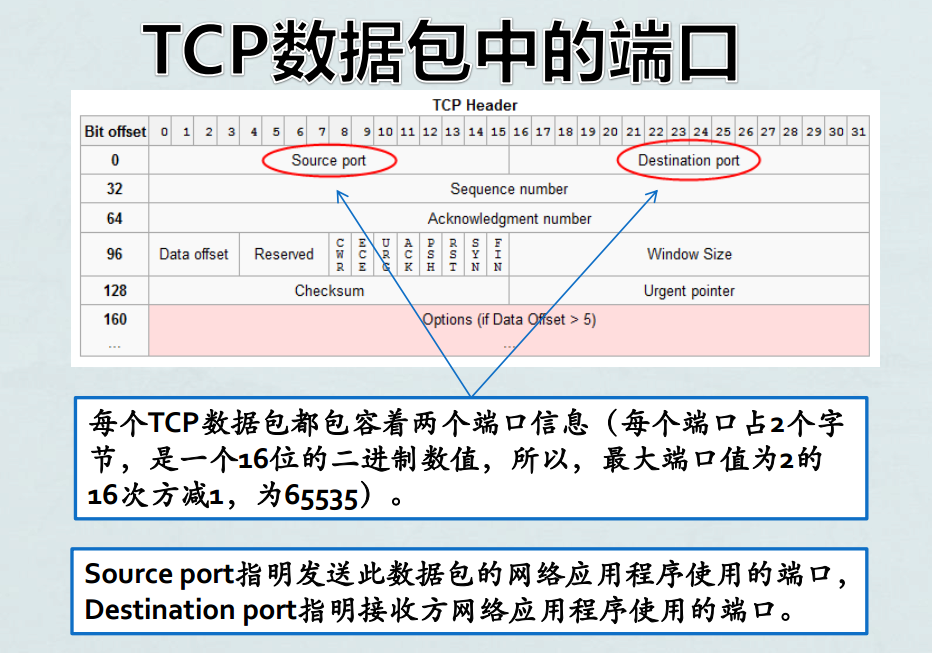 TCP数据包中的端口
TCP Header
Bit offset 0 1 2 3 4 5 6 7 8 9 10 11 12 13 14 15 16 17 18 19 20 21 22 23 24 25 26 27 28 29 30 31
0 Source port Destination port
32 Sequence number
64 Acknowledgment number
96 Data offset Reserved CWR ECE URG ACK PSH RST SYN FIN Window Size
128 Checksum Urgent pointer
160 Options (if Data Offset > 5)
... ...
每个TCP数据包都包容着两个端口信息（每个端口占2个字
节，是一个16位的二进制数值，所以，最大端口值为2的
16次方减1，为65535）。
Source port指明发送此数据包的网络应用程序使用的端口，
Destination port指明接收方网络应用程序使用的端口。